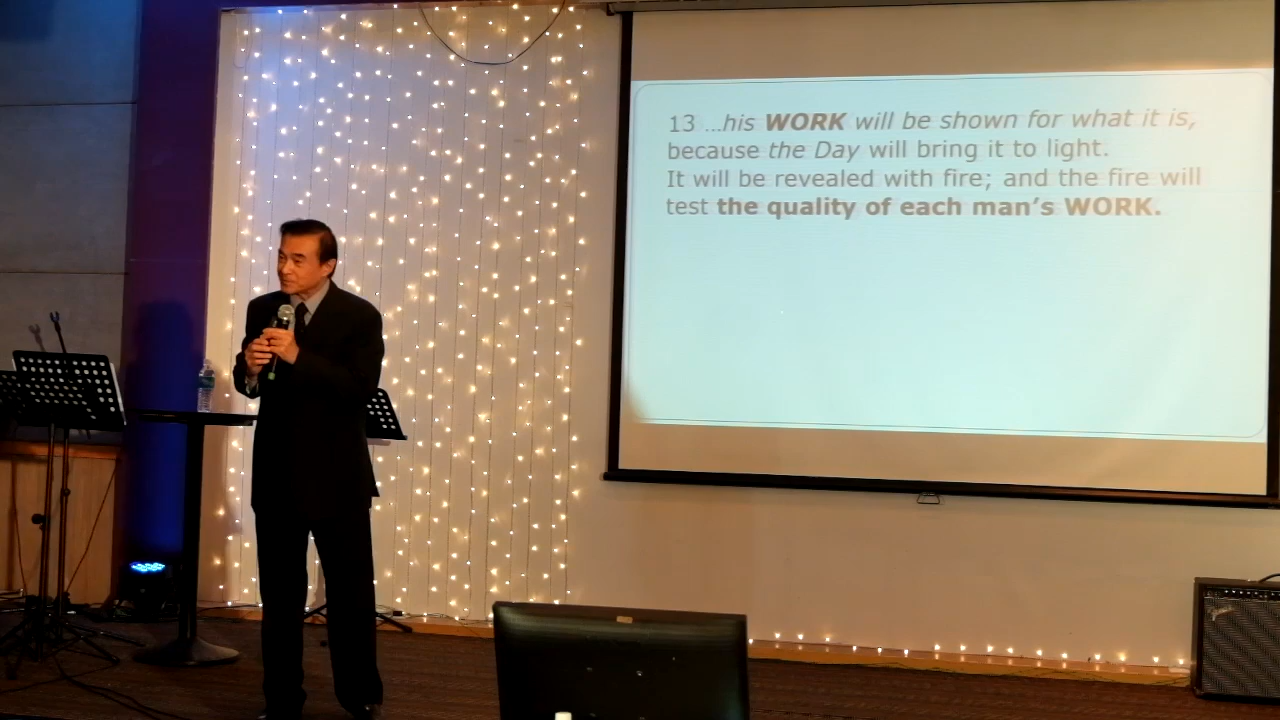 13 …his WORK will be shown for what it is,
because the Day will bring it to light.
It will be revealed with fire; and the fire will
test the quality of each man's WORK.